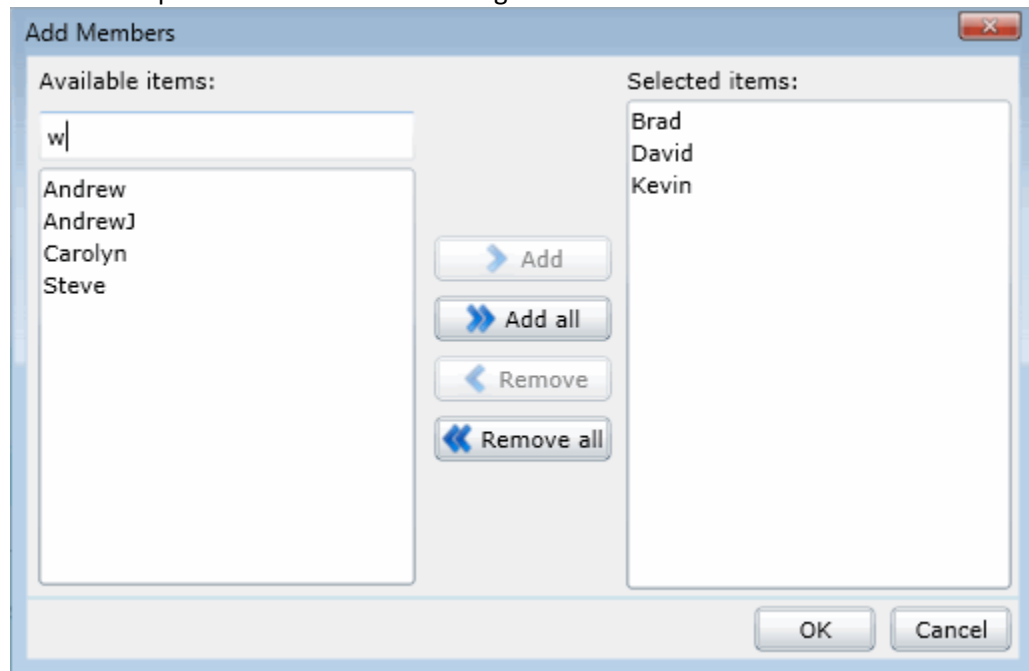 Add Members
Available items:
w
Andrew
AndrewJ
Carolyn
Steve
Add
Add all
Remove
Remove all
Selected items:
Brad
David
Kevin
OK
Cancel